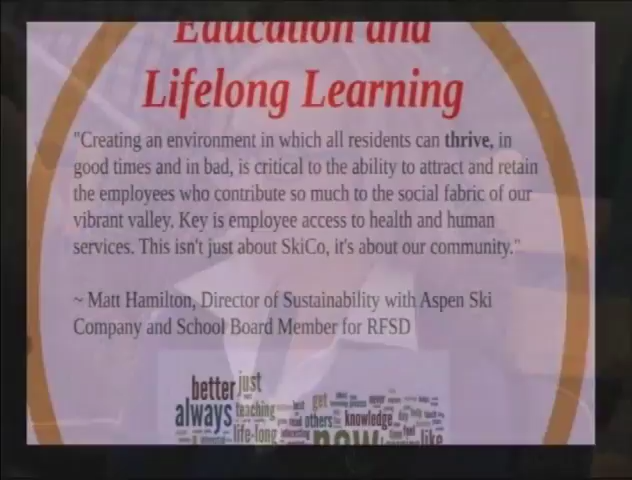 Education and
Lifelong Learning
"Creating an environment in which all residents can thrive, in
good times and in bad, is critical to the ability to attract and retain
the employees who contribute so much to the social fabric of our
vibrant valley. Key is employee access to health and human
services. This isn't just about SkiCo, it's about our community."
~ Matt Hamilton, Director of Sustainability with Aspen Ski
Company and School Board Member for RFSD
better just
always teaching best get
others knowledge
life-long now like